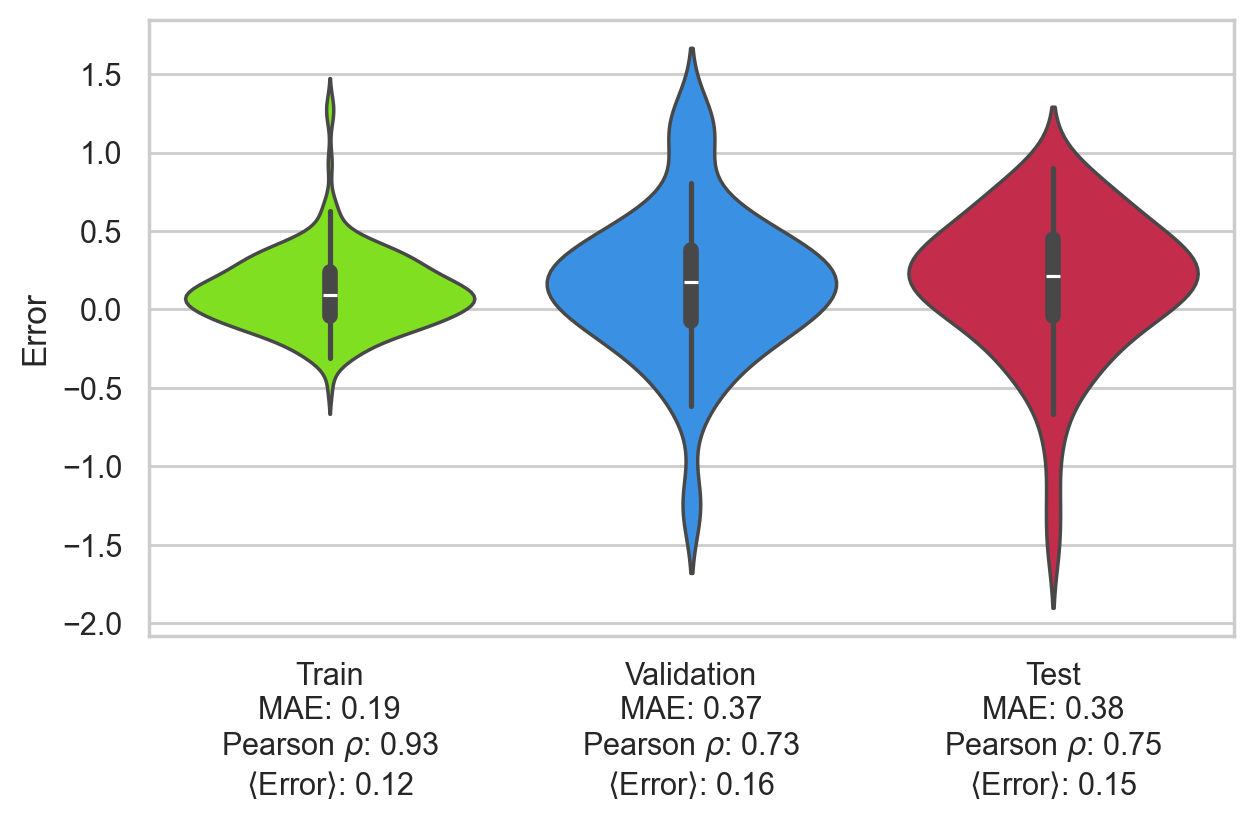 1.5
1.0
0.5
0.0
−0.5
−1.0
−1.5
−2.0
Error
Train
MAE: 0.19
Pearson ρ: 0.93
⟨Error⟩: 0.12
Validation
MAE: 0.37
Pearson ρ: 0.73
⟨Error⟩: 0.16
Test
MAE: 0.38
Pearson ρ: 0.75
⟨Error⟩: 0.15